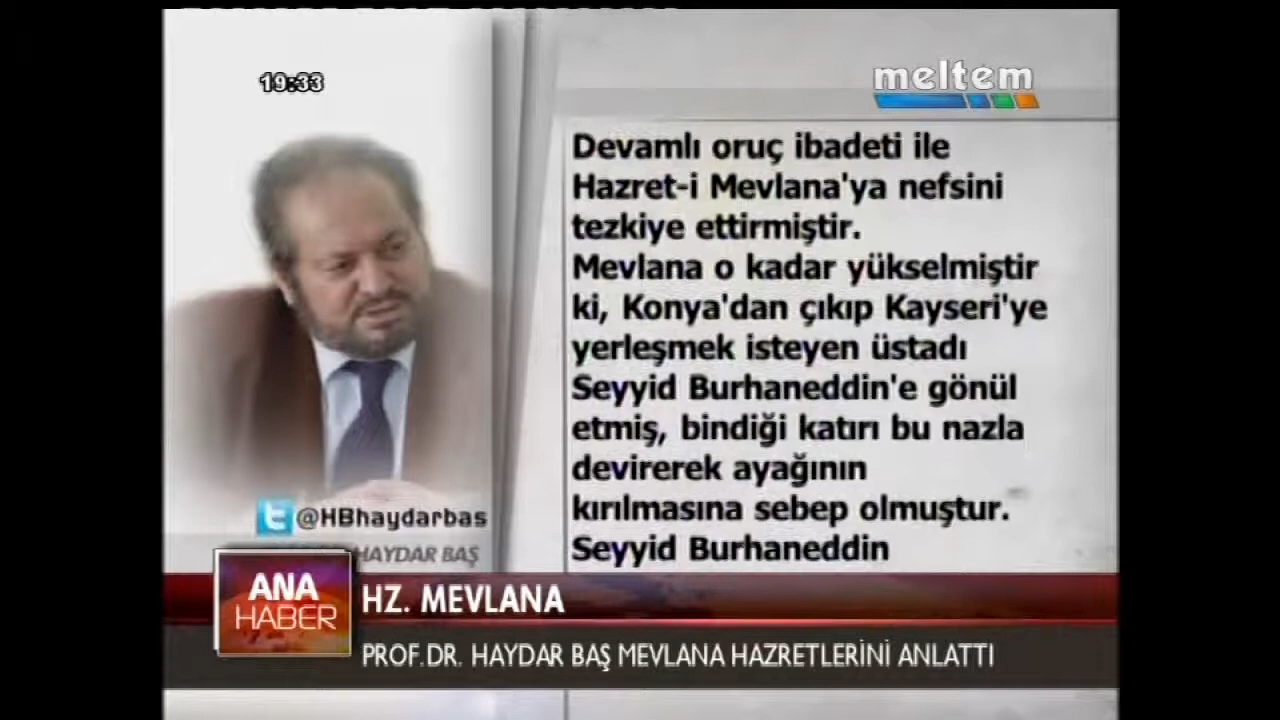 19:33
meltem
Devamlı oruç ibadeti ile
Hazret-i Mevlana'ya nefsini
tezkiye ettirmiştir.
Mevlana o kadar yükselmiştir
ki, Konya'dan çıkıp Kayseri'ye
yerleşmek isteyen üstadı
Seyyid Burhaneddin'e gönül
etmiş, bindiği katırı bu nazla
devirerek ayağının
kırılmasına sebep olmuştur.
Seyyid Burhaneddin
@HBhaydarbas
HAYDAR BAŞ
ANA
HABER
HZ. MEVLANA
PROF.DR. HAYDAR BAŞ MEVLANA HAZRETLERİNİ ANLATTI